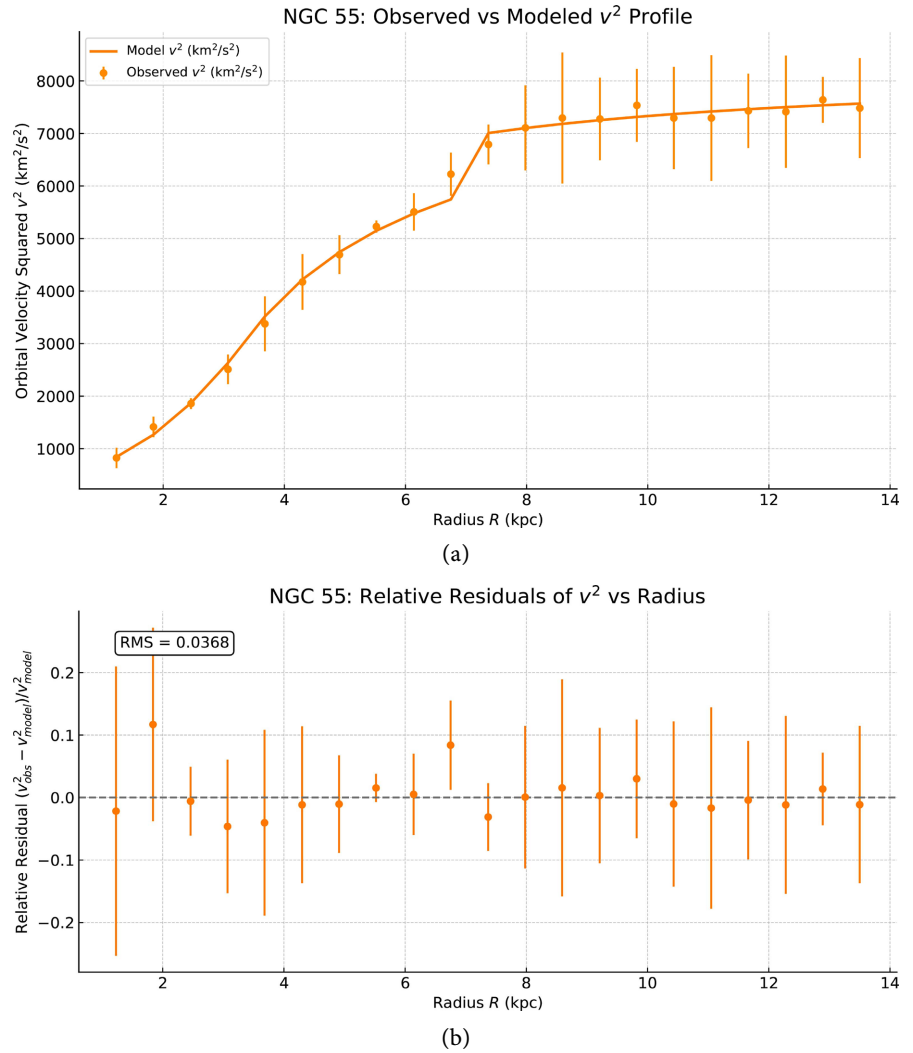 NGC 55: Observed vs Modeled v² Profile
Model v² (km²/s²)
Observed v² (km²/s²)
Orbital Velocity Squared v² (km²/s²)
8000
7000
6000
5000
4000
3000
2000
1000
2 4 6 8 10 12 14
Radius R (kpc)
(a)
NGC 55: Relative Residuals of v² vs Radius
RMS = 0.0368
Relative Residual (v²obs − v²model)/v²model
0.2
0.1
0.0
−0.1
−0.2
2 4 6 8 10 12 14
Radius R (kpc)
(b)